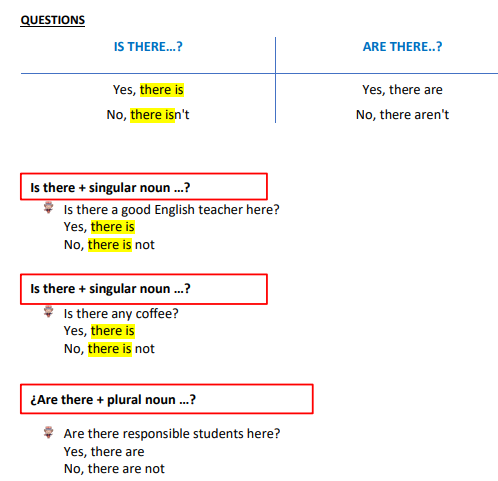 QUESTIONS
IS THERE...? ARE THERE..?
Yes, there is Yes, there are
No, there isn't No, there aren't
Is there + singular noun ...?
Is there a good English teacher here?
Yes, there is
No, there is not
Is there + singular noun ...?
Is there any coffee?
Yes, there is
No, there is not
¿Are there + plural noun ...?
Are there responsible students here?
Yes, there are
No, there are not